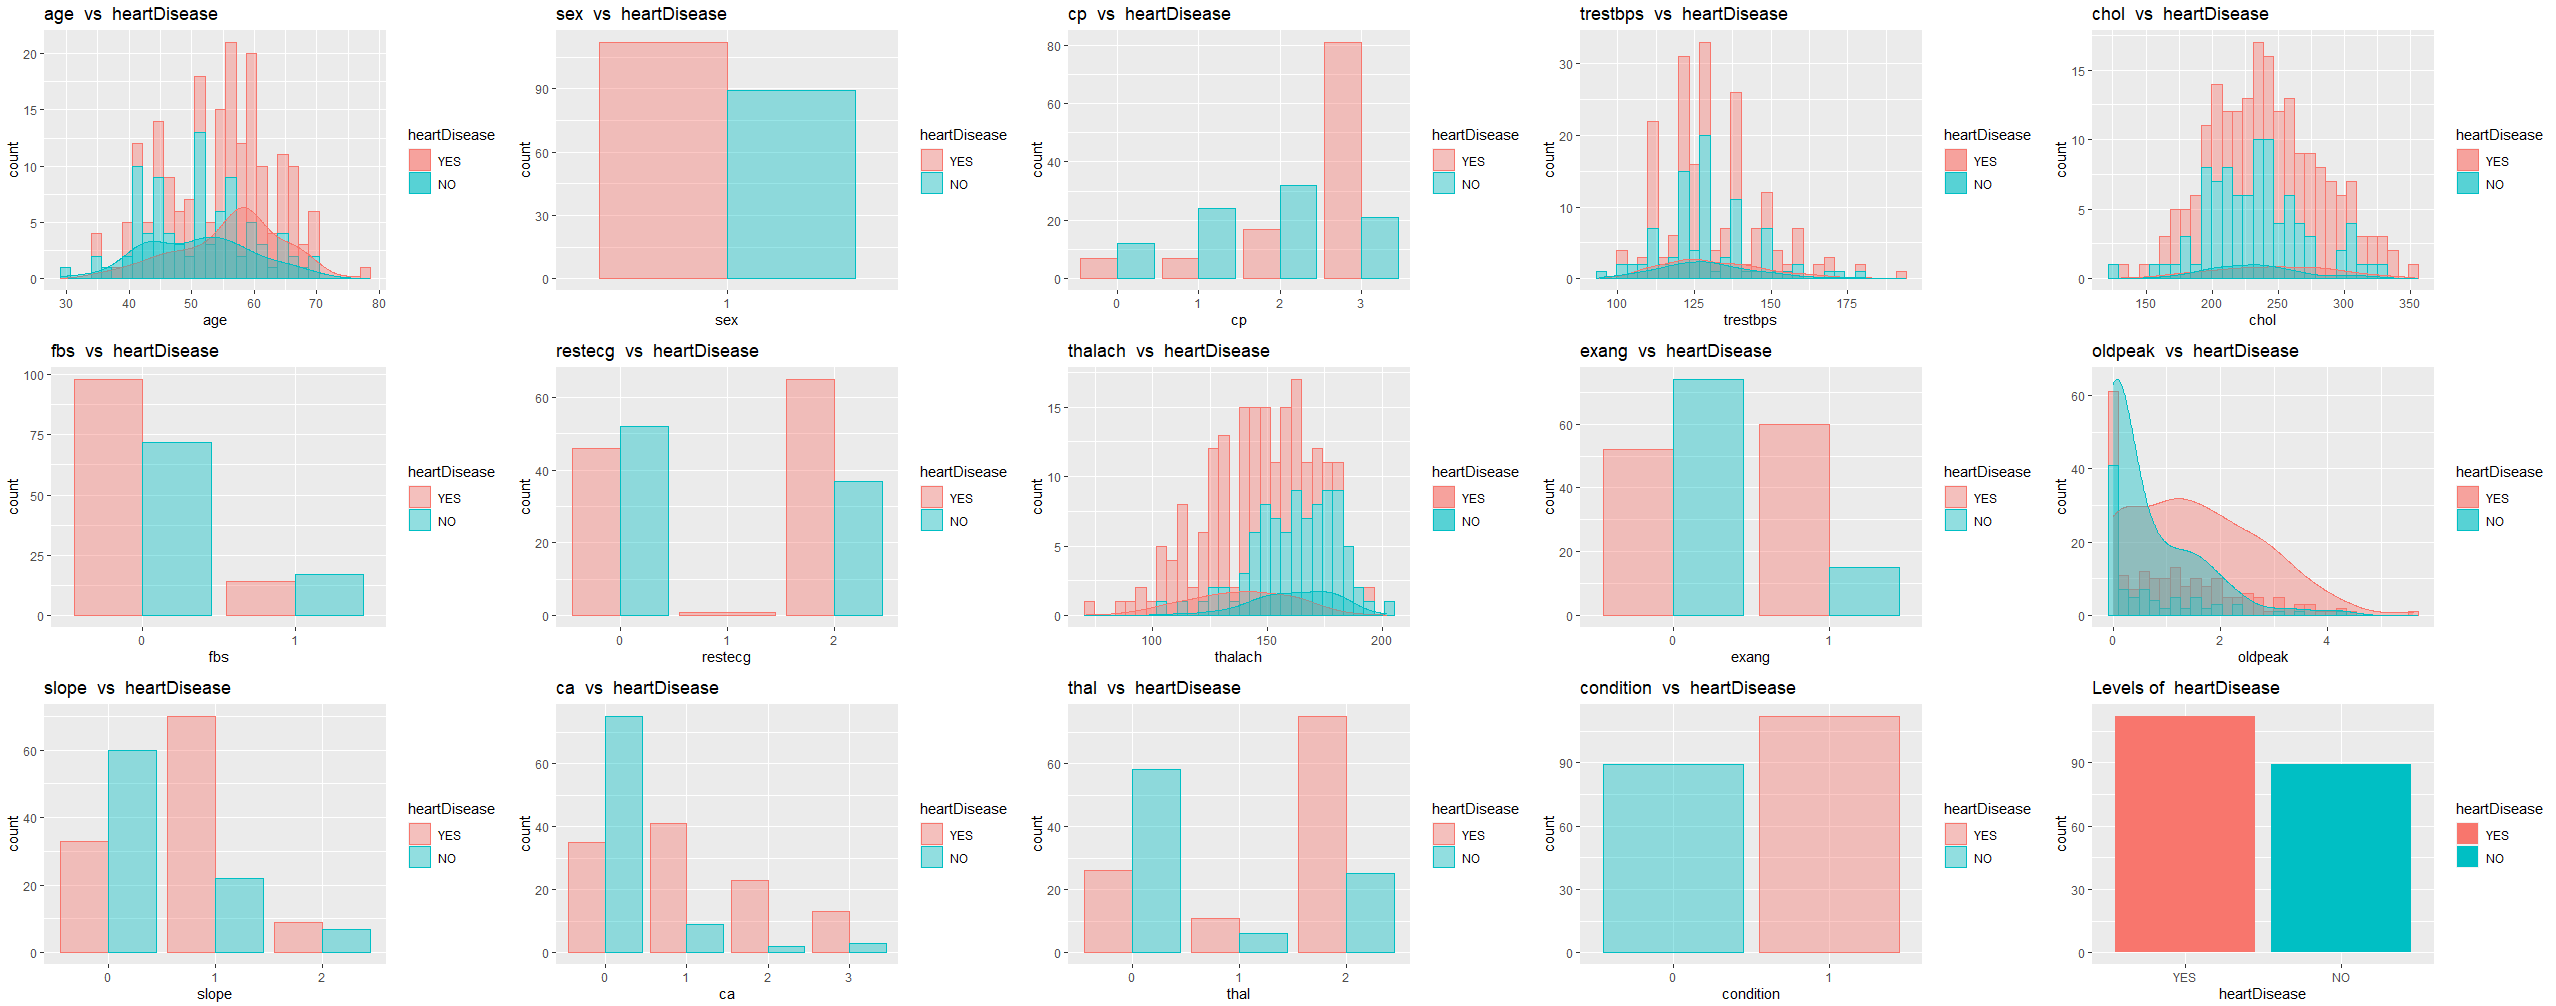 age vs heartDisease
20
15
10
5
0
count
30 40 50 60 70 80
age
heartDisease
YES
NO
sex vs heartDisease
90
60
30
0
count
1
sex
heartDisease
YES
NO
cp vs heartDisease
80
60
40
20
0
count
0 1 2 3
cp
heartDisease
YES
NO
trestbps vs heartDisease
30
20
10
0
count
100 125 150 175
trestbps
heartDisease
YES
NO
chol vs heartDisease
15
10
5
0
count
150 200 250 300 350
chol
heartDisease
YES
NO
fbs vs heartDisease
100
75
50
25
0
count
0 1
fbs
heartDisease
YES
NO
restecg vs heartDisease
60
40
20
0
count
0 1 2
restecg
heartDisease
YES
NO
thalach vs heartDisease
15
10
5
0
count
100 150 200
thalach
heartDisease
YES
NO
exang vs heartDisease
60
40
20
0
count
0 1
exang
heartDisease
YES
NO
oldpeak vs heartDisease
60
40
20
0
count
0 2 4
oldpeak
heartDisease
YES
NO
slope vs heartDisease
60
40
20
0
count
0 1 2
slope
heartDisease
YES
NO
ca vs heartDisease
60
40
20
0
count
0 1 2 3
ca
heartDisease
YES
NO
thal vs heartDisease
60
40
20
0
count
0 1 2
thal
heartDisease
YES
NO
condition vs heartDisease
90
60
30
0
count
0 1
condition
heartDisease
YES
NO
Levels of heartDisease
90
60
30
0
count
YES NO
heartDisease
heartDisease
YES
NO